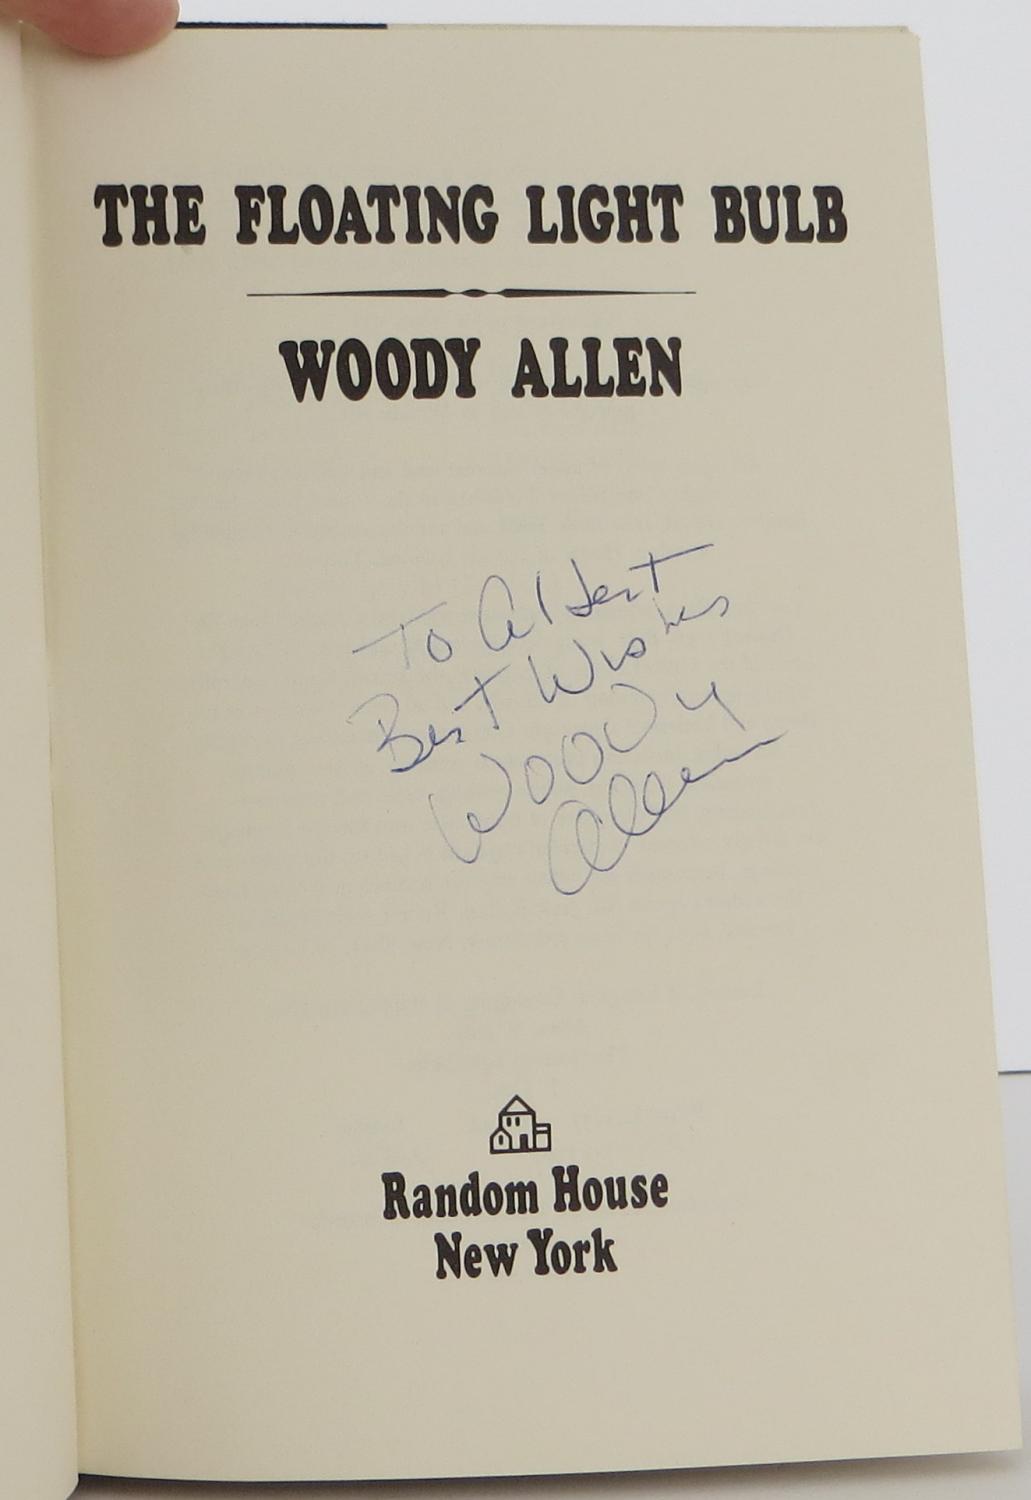 THE FLOATING LIGHT BULB
WOODY ALLEN
To Albert
Best Wishes
Woody
Allen
Random House
New York